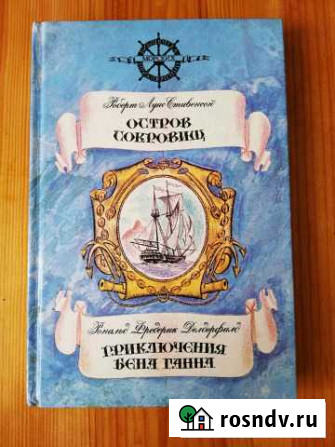 Роберт Луис Стивенсон
ОСТРОВ
СОКРОВИЩ
Рональд Фредерик Делдерфилд
ПРИКЛЮЧЕНИЯ
БЕНА ГАННА
rosndv.ru